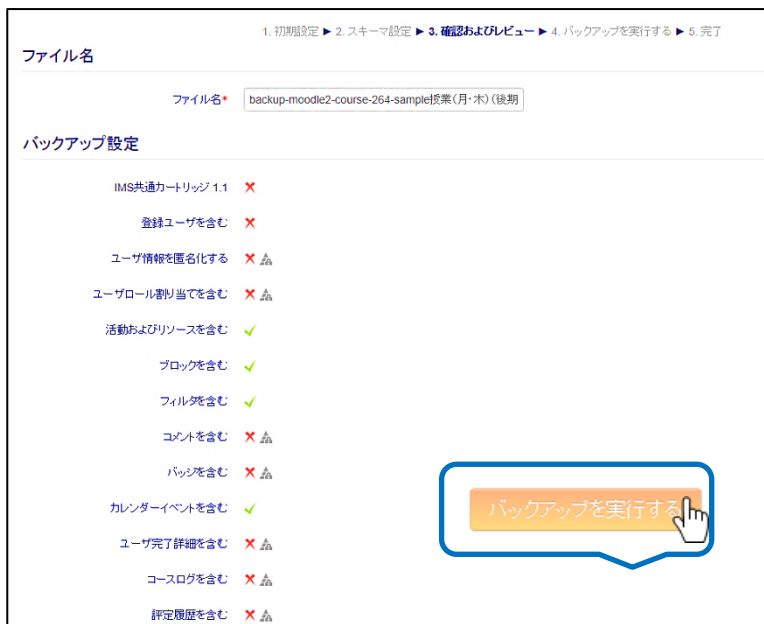 1. 初期設定 ▶ 2. スキーマ設定 ▶ 3. 確認およびレビュー ▶ 4. バックアップを実行する ▶ 5. 完了
ファイル名
ファイル名* backup-moodle2-course-264-sample授業(月・木)(後期
バックアップ設定
IMS共通カートリッジ 1.1
登録ユーザを含む
ユーザ情報を匿名化する
ユーザロール割り当てを含む
活動およびリソースを含む
ブロックを含む
フィルタを含む
コメントを含む
バッジを含む
カレンダーイベントを含む
バックアップを実行する
ユーザ完了詳細を含む
コースログを含む
評定履歴を含む